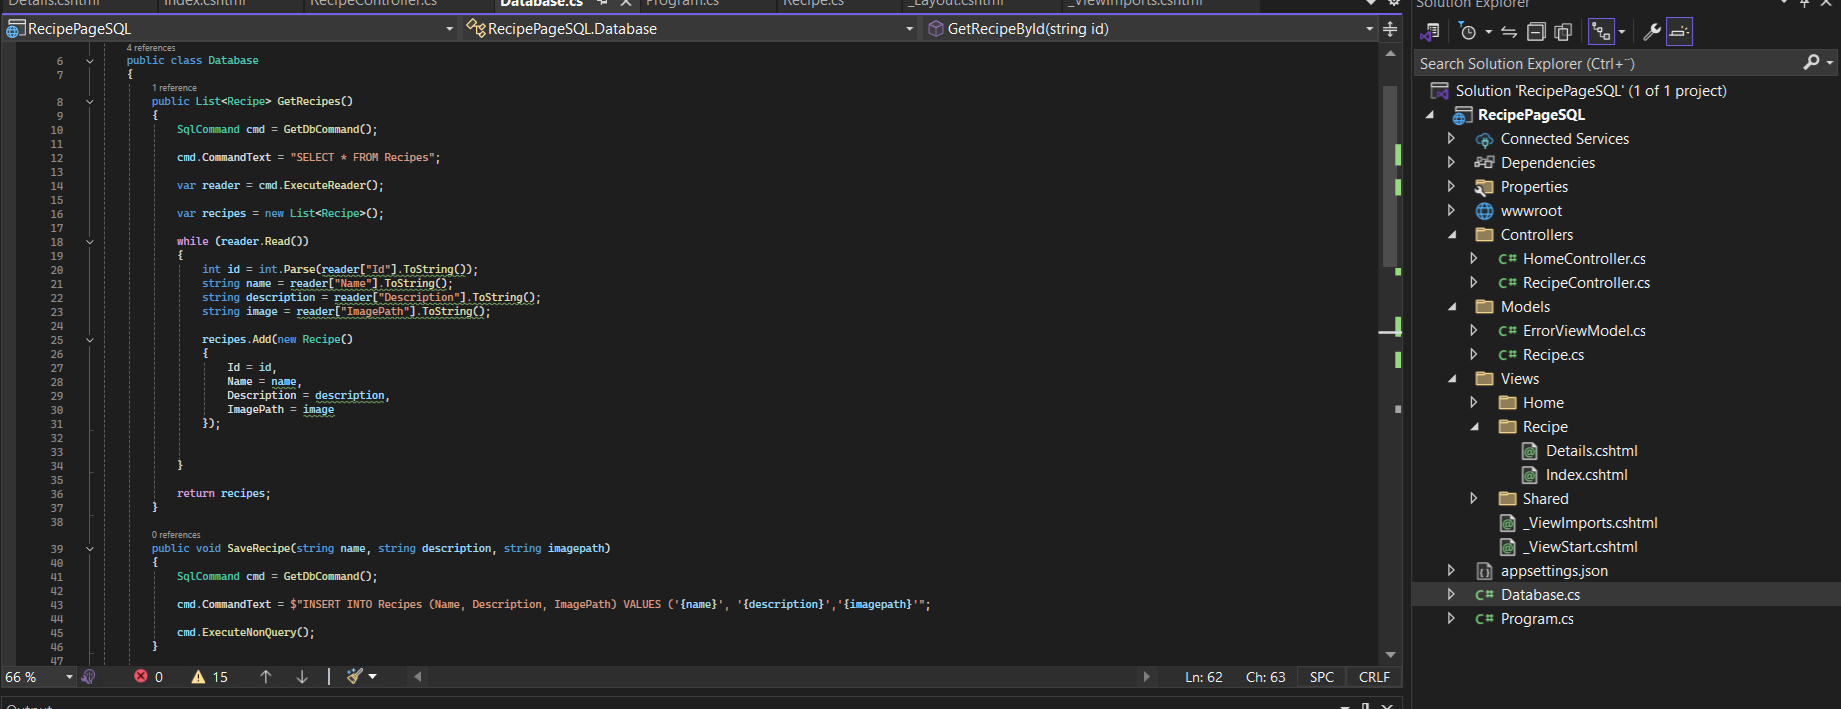 Details.cshtml Index.cshtml RecipeController.cs Database.cs Program.cs Recipe.cs _Layout.cshtml _ViewImports.cshtml
RecipePageSQL RecipePageSQL.Database GetRecipeById(string id)
4 references
6 public class Database
7 {
1 reference
8 public List<Recipe> GetRecipes()
9 {
10 SqlCommand cmd = GetDbCommand();
11
12 cmd.CommandText = "SELECT * FROM Recipes";
13
14 var reader = cmd.ExecuteReader();
15
16 var recipes = new List<Recipe>();
17
18 while (reader.Read())
19 {
20 int id = int.Parse(reader["Id"].ToString());
21 string name = reader["Name"].ToString();
22 string description = reader["Description"].ToString();
23 string image = reader["ImagePath"].ToString();
24
25 recipes.Add(new Recipe()
26 {
27 Id = id,
28 Name = name,
29 Description = description,
30 ImagePath = image
31 });
32
33
34 }
35
36 return recipes;
37 }
38
0 references
39 public void SaveRecipe(string name, string description, string imagepath)
40 {
41 SqlCommand cmd = GetDbCommand();
42
43 cmd.CommandText = $"INSERT INTO Recipes (Name, Description, ImagePath) VALUES ('{name}', '{description}','{imagepath}'";
44
45 cmd.ExecuteNonQuery();
46 }
47
66 % 0 15 Ln: 62 Ch: 63 SPC CRLF
Output
Solution Explorer
Search Solution Explorer (Ctrl+¨)
Solution 'RecipePageSQL' (1 of 1 project)
RecipePageSQL
Connected Services
Dependencies
Properties
wwwroot
Controllers
C# HomeController.cs
C# RecipeController.cs
Models
C# ErrorViewModel.cs
C# Recipe.cs
Views
Home
Recipe
Details.cshtml
Index.cshtml
Shared
_ViewImports.cshtml
_ViewStart.cshtml
appsettings.json
C# Database.cs
C# Program.cs